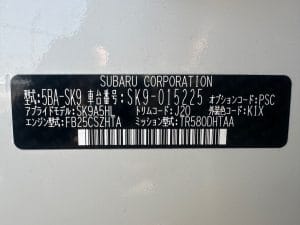 SUBARU CORPORATION
型式:5BA-SK9 車台番号:SK9-015225 オプションコード:PSC
アプライドモデル:SK9A5HL トリムコード:J20 外装色コード:K1X
エンジン型式:FB25CSZHTA ミッション型式:TR580DHTAA